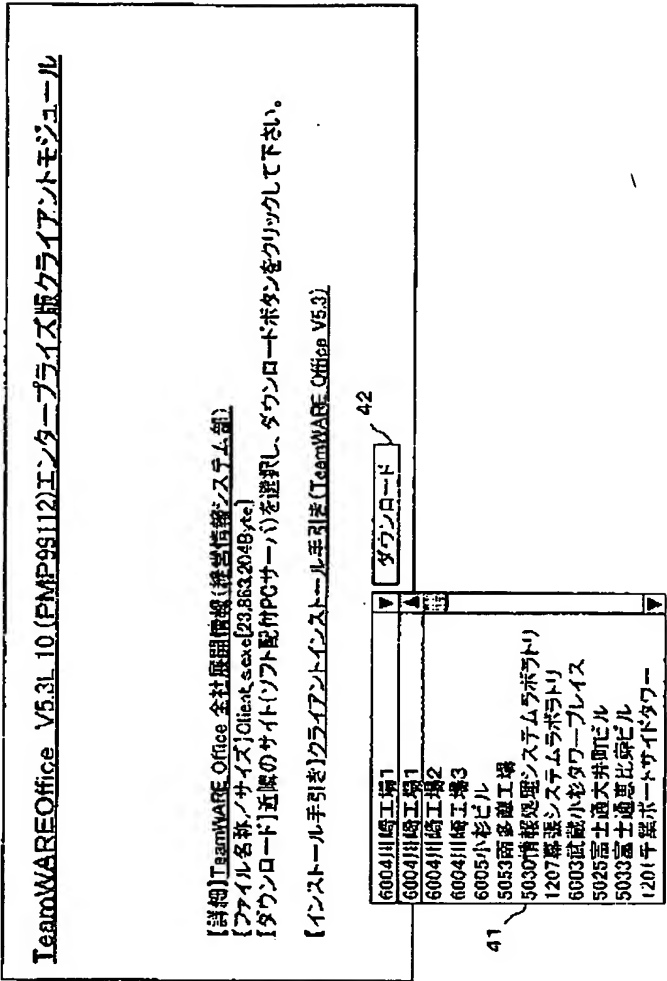 TeamWAREOffice V5.3L10(PMP99112)エンタープライズ版クライアントモジュール
【詳細】TeamWARE Office 全社展開情報(経営情報システム部)
【ファイル名称/サイズ】Client_s.exe[23,863,204Byte]
【ダウンロード】近隣のサイト(ソフト配付PCサーバ)を選択し、ダウンロードボタンをクリックして下さい。
【インストール手引き】クライアントインストール手引き(TeamWARE Office V5.3)
6004川崎工場1
ダウンロード
42
6004川崎工場1
6004川崎工場2
6004川崎工場3
6005小杉ビル
5053南多摩工場
5030情報処理システムラボラトリ
1207幕張システムラボラトリ
6003武蔵小杉タワープレイス
5025富士通大井町ビル
5033富士通恵比寿ビル
1201千葉ポートサイドタワー
41